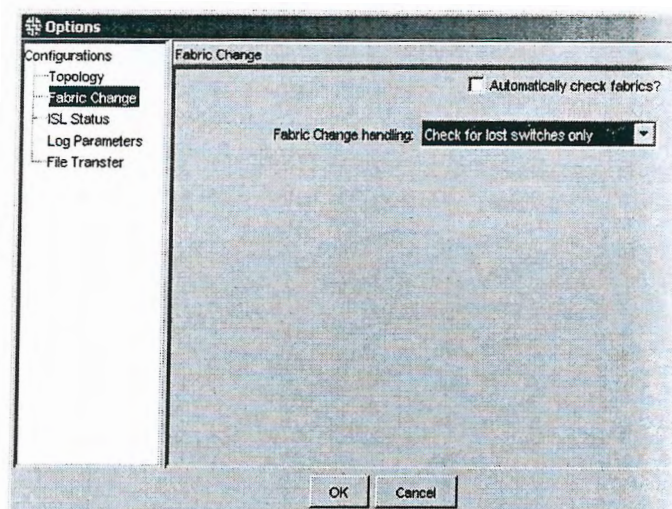 Options
Configurations
Topology
Fabric Change
ISL Status
Log Parameters
File Transfer
Fabric Change
Automatically check fabrics?
Fabric Change handling: Check for lost switches only
OK Cancel